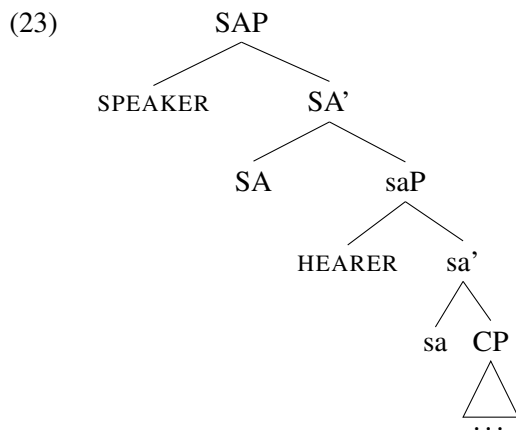 (23) SAP
SPEAKER SA'
SA saP
HEARER sa'
sa CP
...